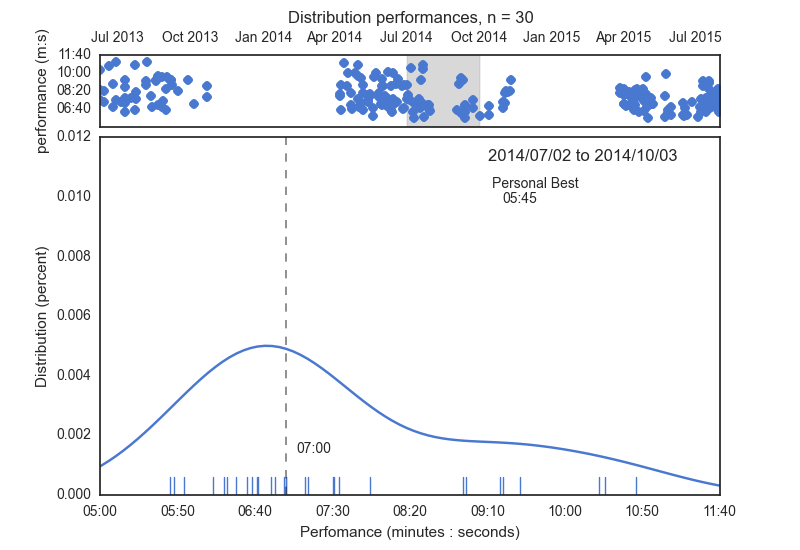 Distribution performances, n = 30
Jul 2013 Oct 2013 Jan 2014 Apr 2014 Jul 2014 Oct 2014 Jan 2015 Apr 2015 Jul 2015
performance (m:s)
11:40
10:00
08:20
06:40
Distribution (percent)
0.012
0.010
0.008
0.006
0.004
0.002
0.000
2014/07/02 to 2014/10/03
Personal Best
05:45
07:00
05:00 05:50 06:40 07:30 08:20 09:10 10:00 10:50 11:40
Perfomance (minutes : seconds)